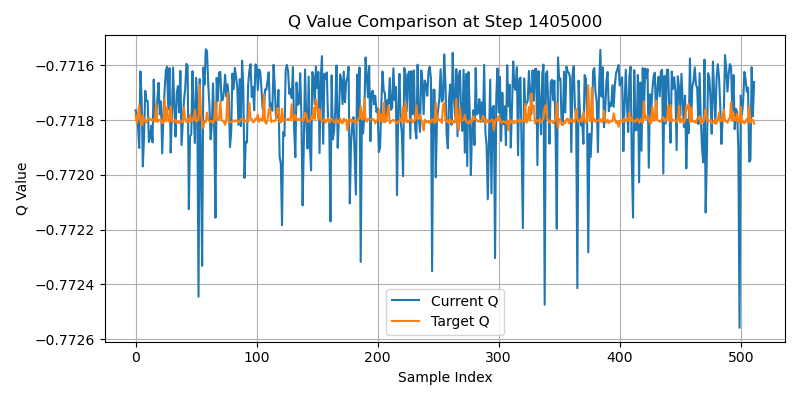 Q Value Comparison at Step 1405000
−0.7716
−0.7718
−0.7720
−0.7722
−0.7724
−0.7726
Q Value
Current Q
Target Q
0 100 200 300 400 500
Sample Index